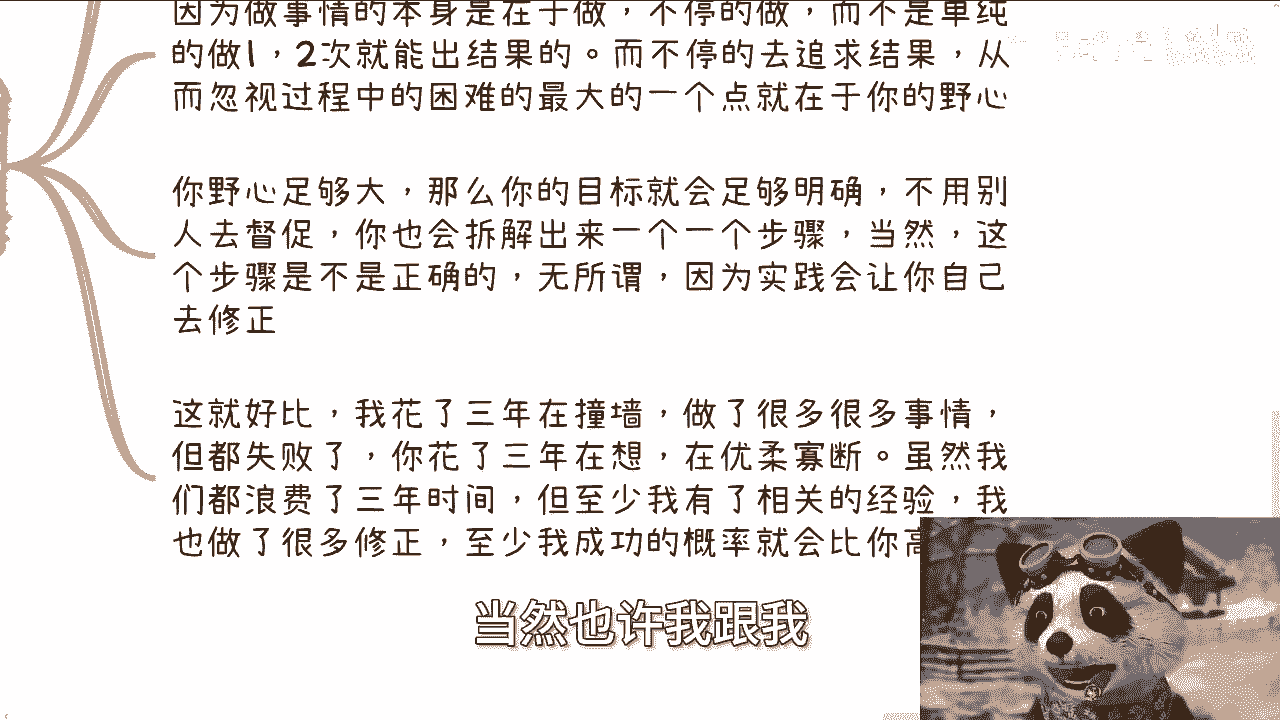 因为做事情的本身是在于做，不停的做，而不是单纯
的做1，2次就能出结果的。而不停的去追求结果，从
而忽视过程中的困难的最大的一个点就在于你的野心
你野心足够大，那么你的目标就会足够明确，不用别
人去督促，你也会拆解出来一个一个步骤，当然，这
个步骤是不是正确的，无所谓，因为实践会让你自己
去修正
这就好比，我花了三年在撞墙，做了很多很多事情，
但都失败了，你花了三年在想，在优柔寡断。虽然我
们都浪费了三年时间，但至少我有了相关的经验，我
也做了很多修正，至少我成功的概率就会比你高
当然也许我跟我